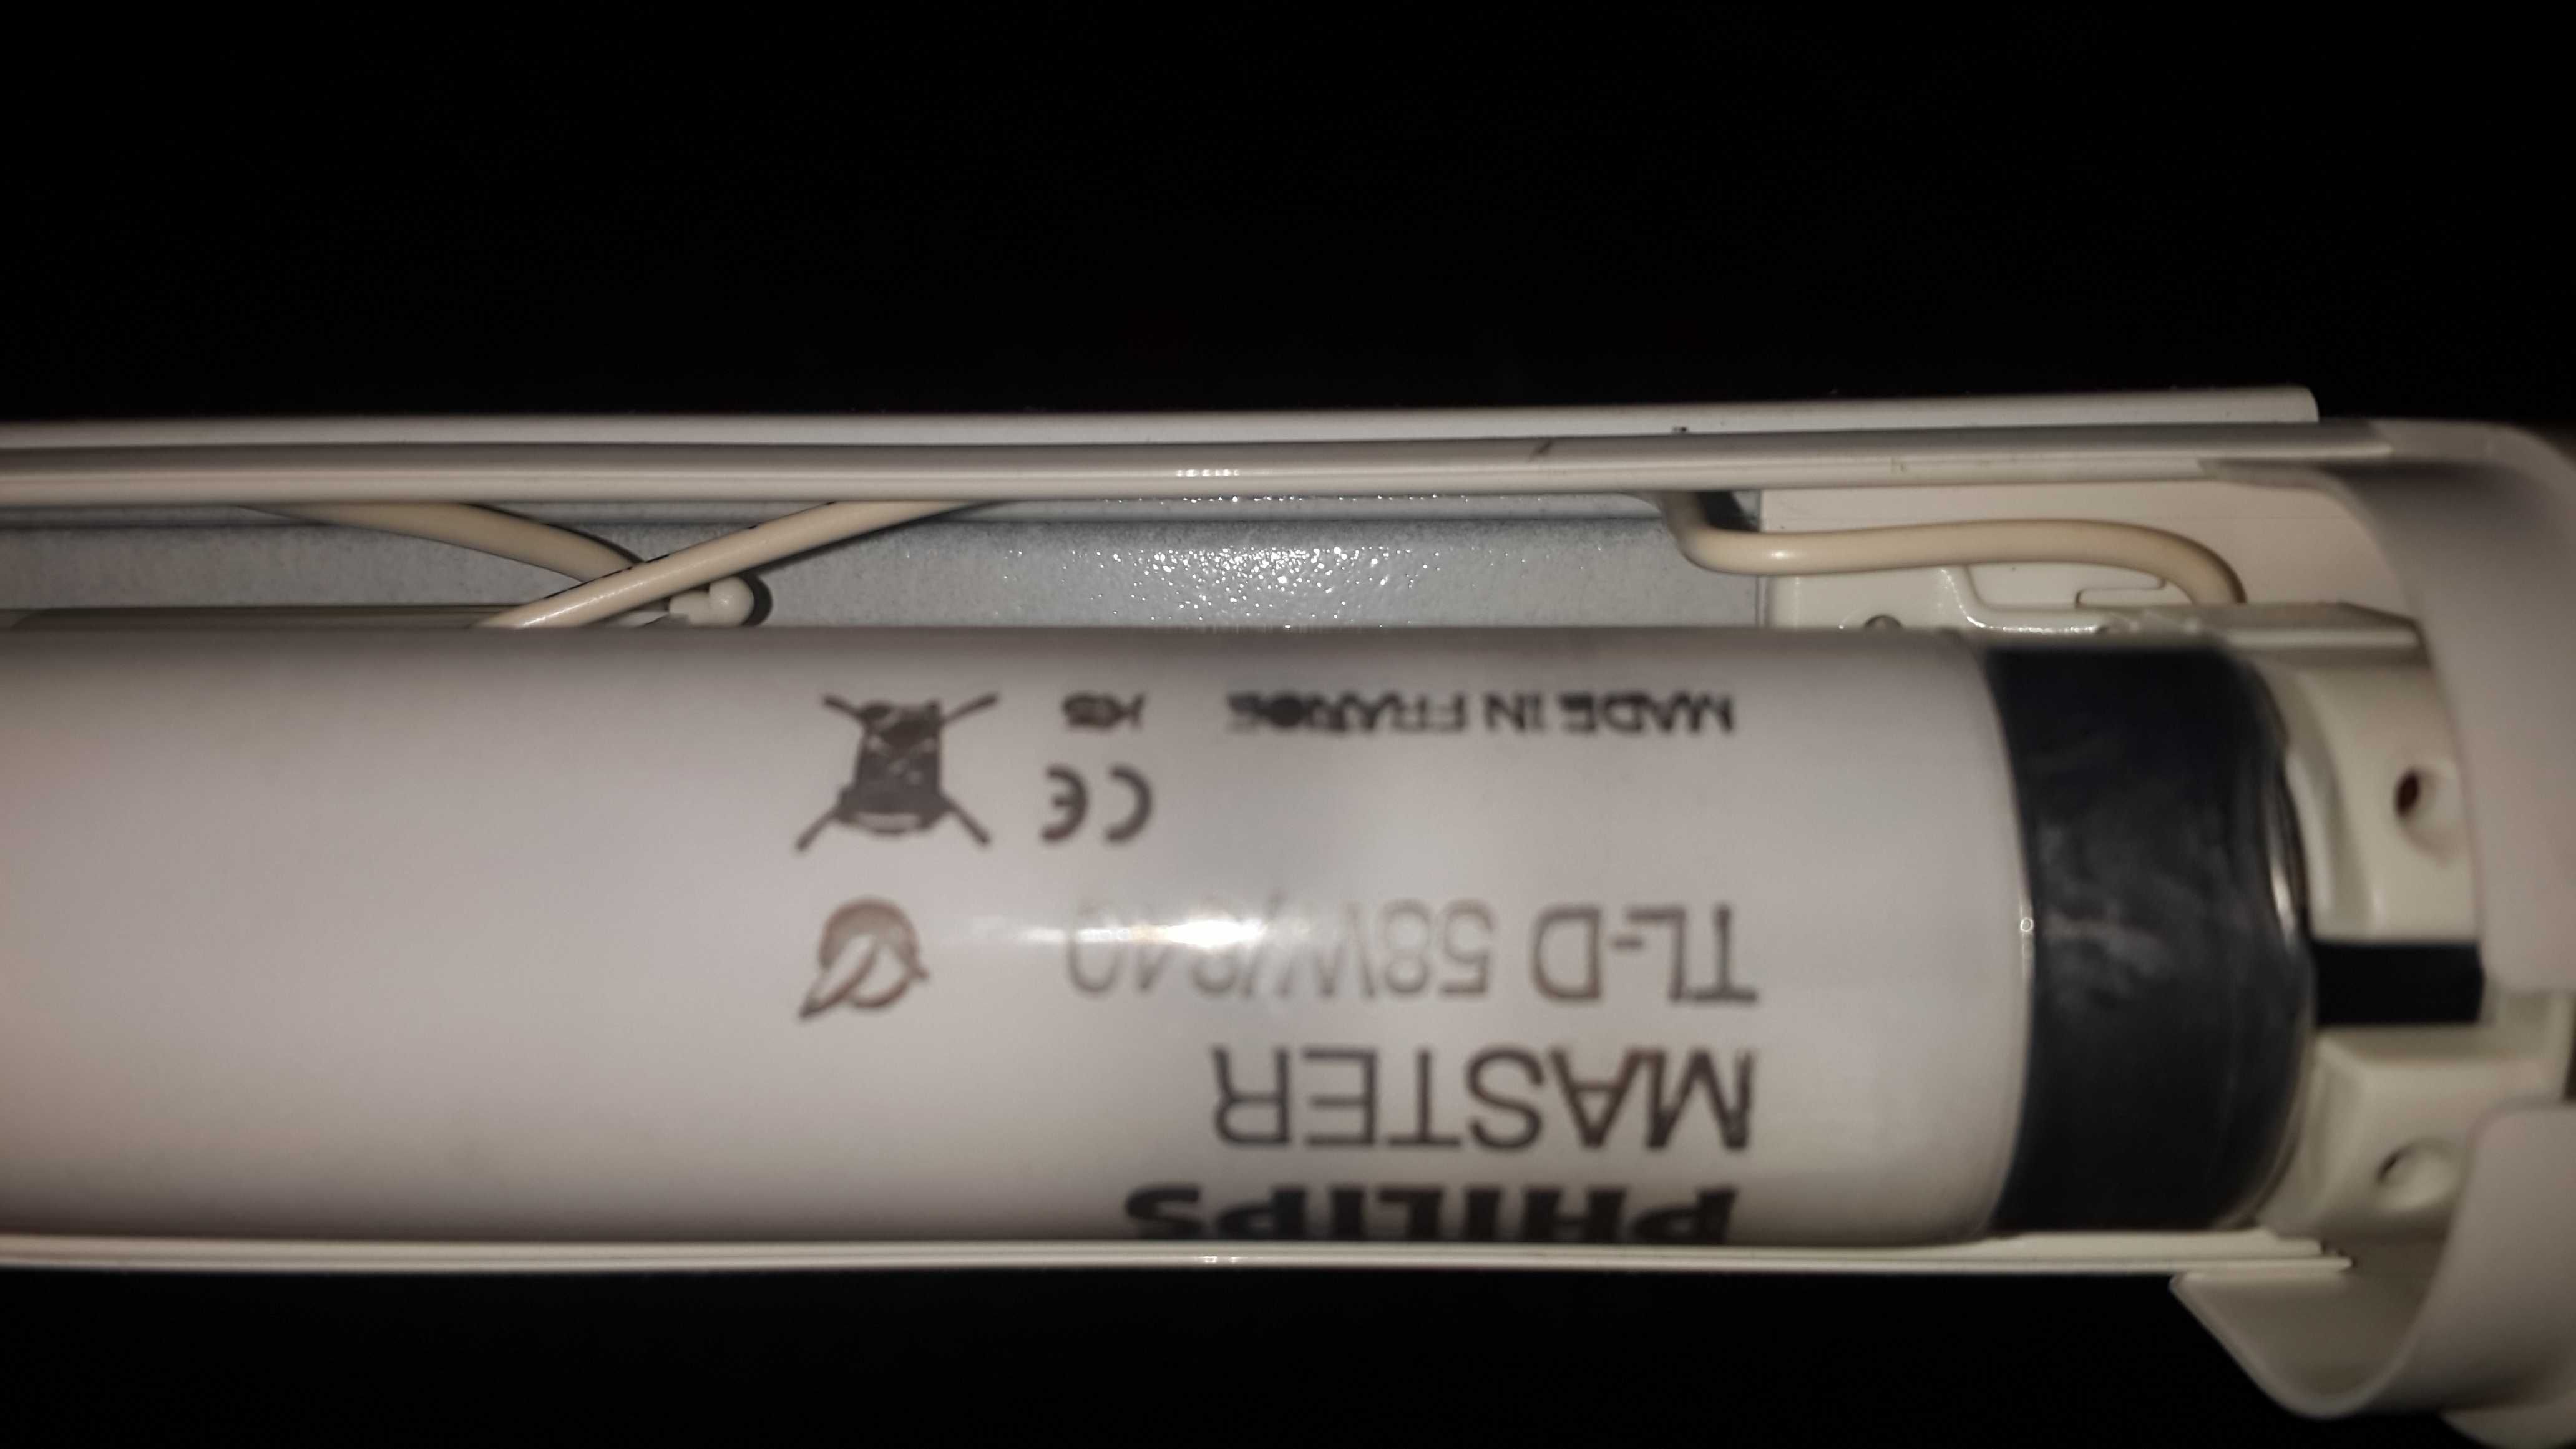 PHILIPS
MASTER
TL-D 58W/840
CE
MADE IN FRANCE